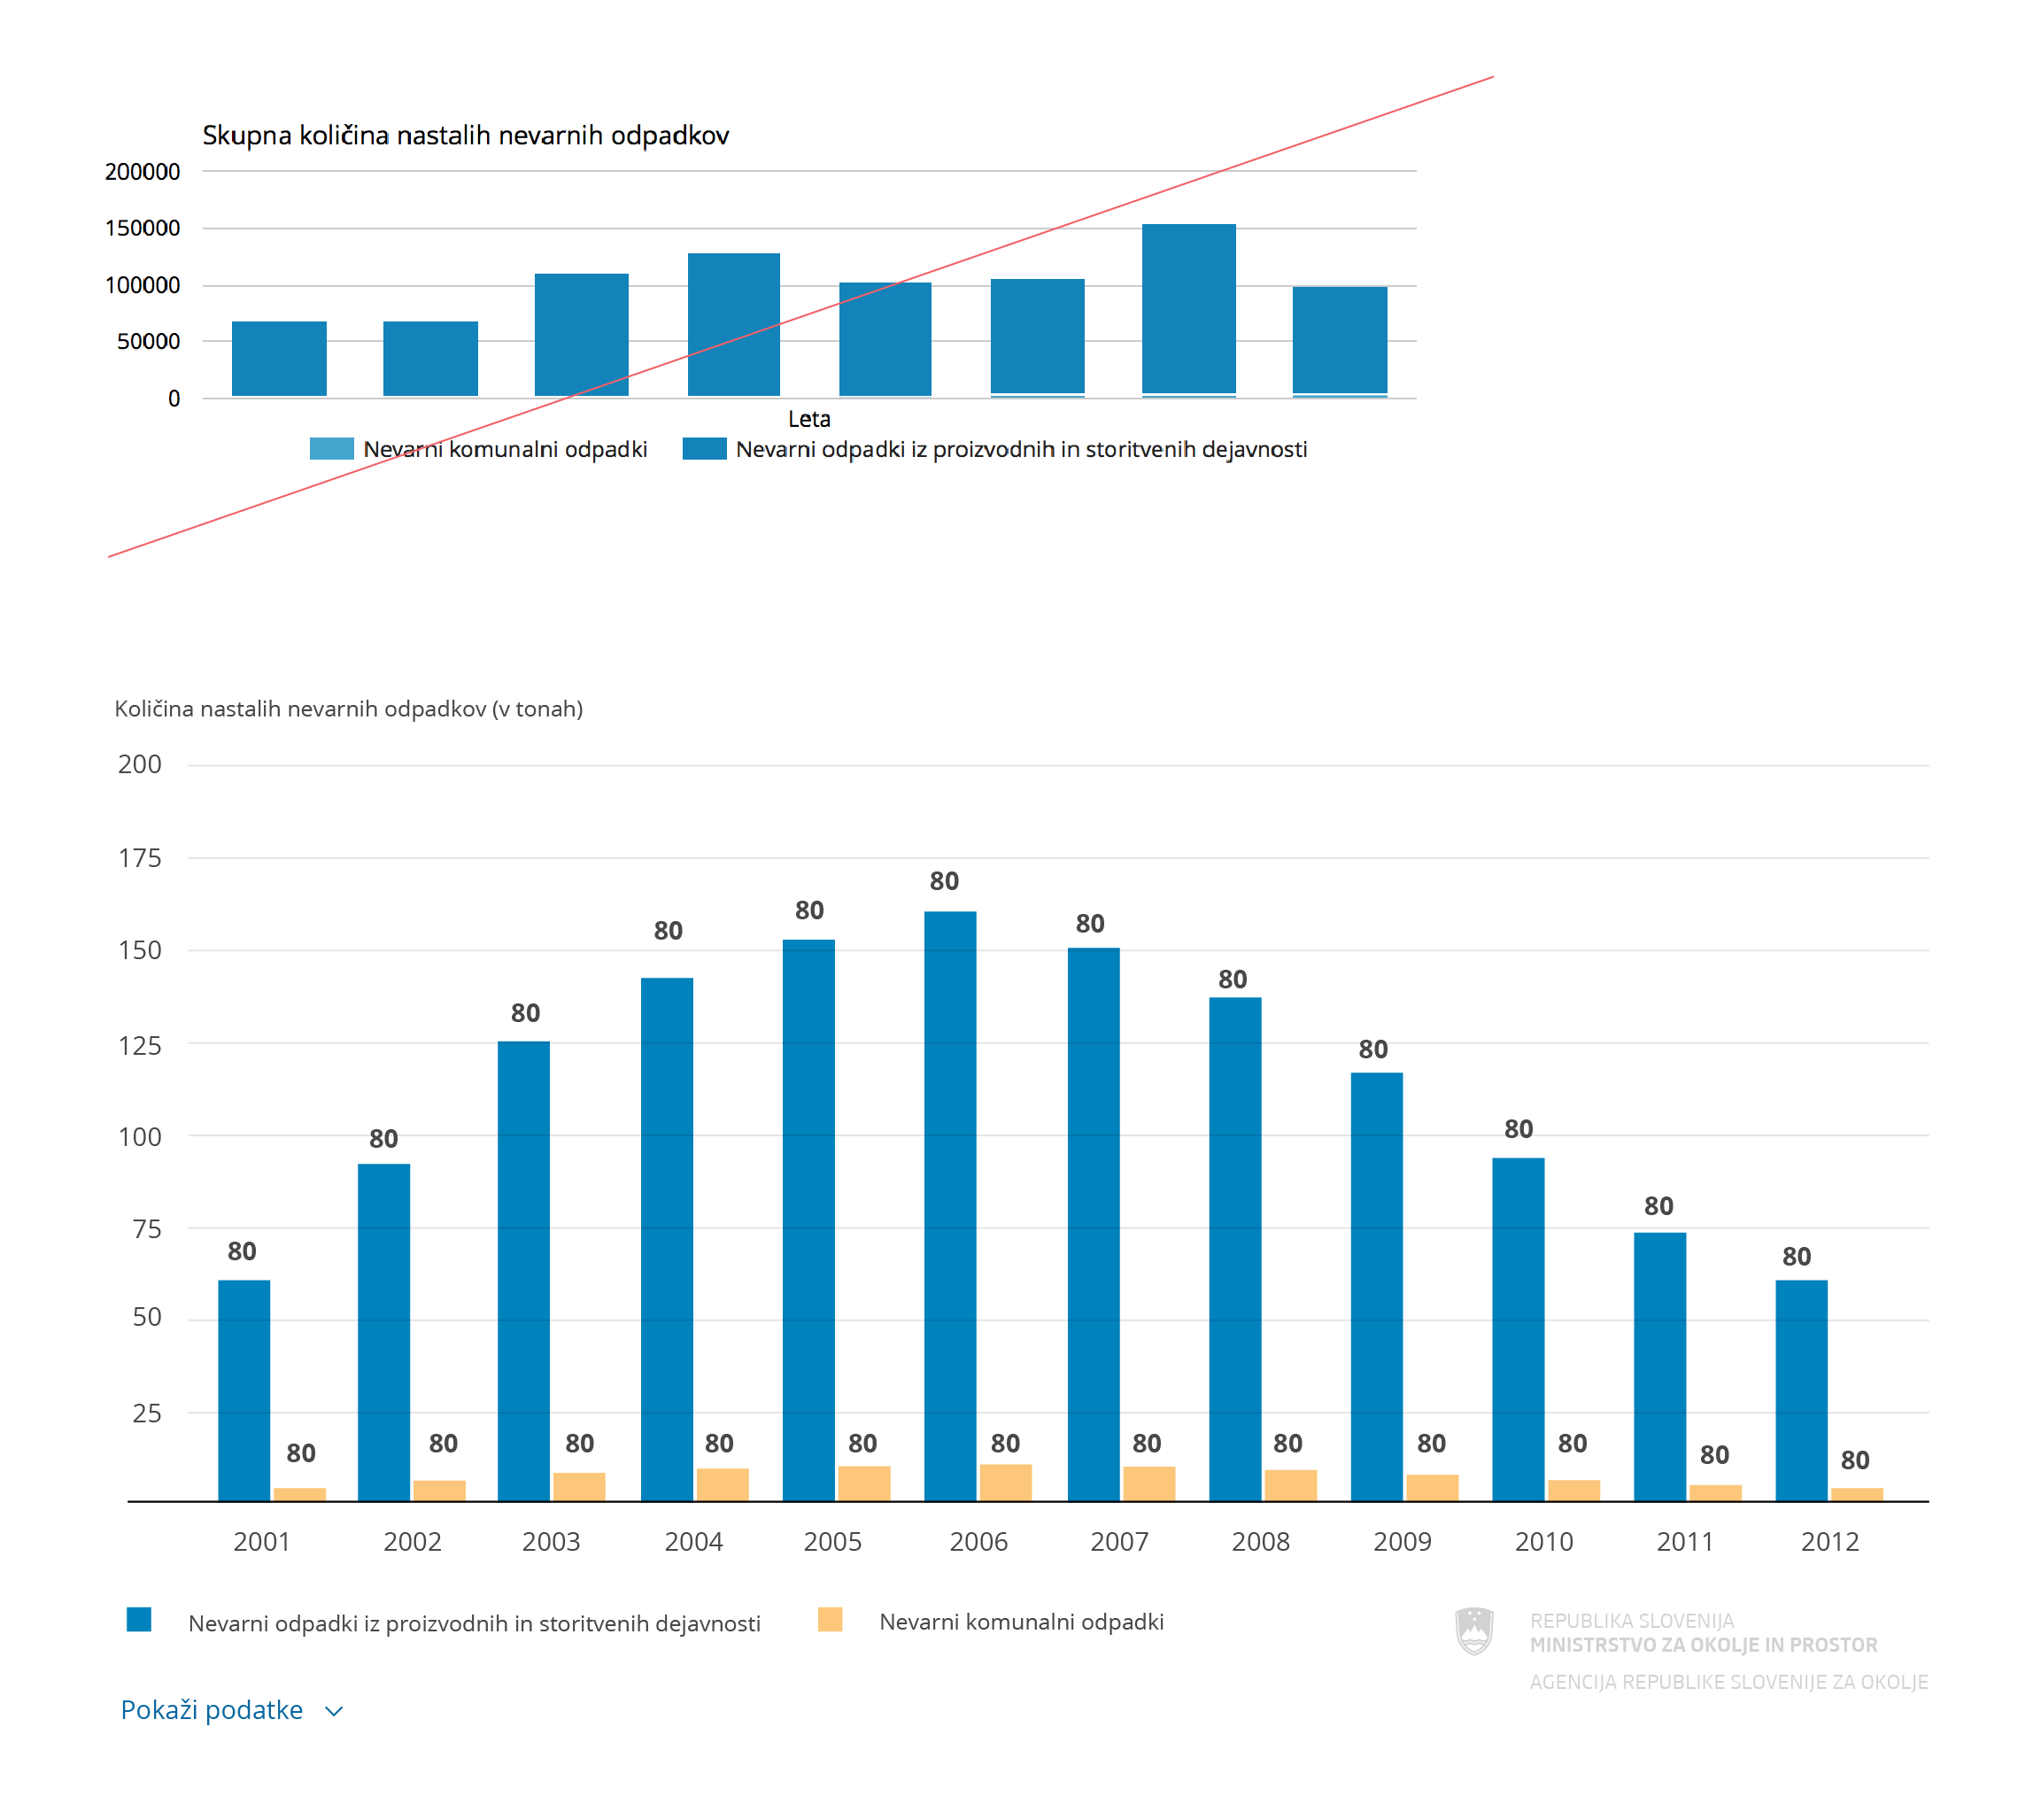 Skupna količina nastalih nevarnih odpadkov
200000
150000
100000
50000
0
Leta
Nevarni komunalni odpadki
Nevarni odpadki iz proizvodnih in storitvenih dejavnosti
Količina nastalih nevarnih odpadkov (v tonah)
200
175
150
125
100
75
50
25
80 80 80 80 80 80 80 80 80 80 80 80
80 80 80 80 80 80 80 80 80 80 80 80
2001 2002 2003 2004 2005 2006 2007 2008 2009 2010 2011 2012
Nevarni odpadki iz proizvodnih in storitvenih dejavnosti
Nevarni komunalni odpadki
REPUBLIKA SLOVENIJA
MINISTRSTVO ZA OKOLJE IN PROSTOR
AGENCIJA REPUBLIKE SLOVENIJE ZA OKOLJE
Pokaži podatke